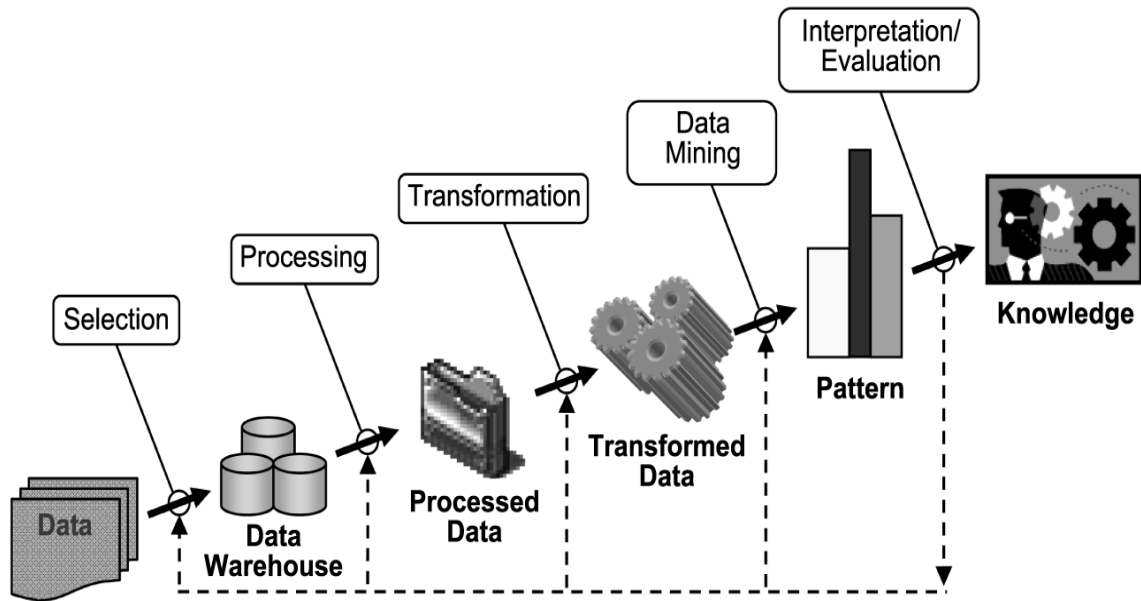 Interpretation/
Evaluation
Data
Mining
Transformation
Processing
Selection
Knowledge
Pattern
Transformed
Data
Processed
Data
Data
Warehouse
Data